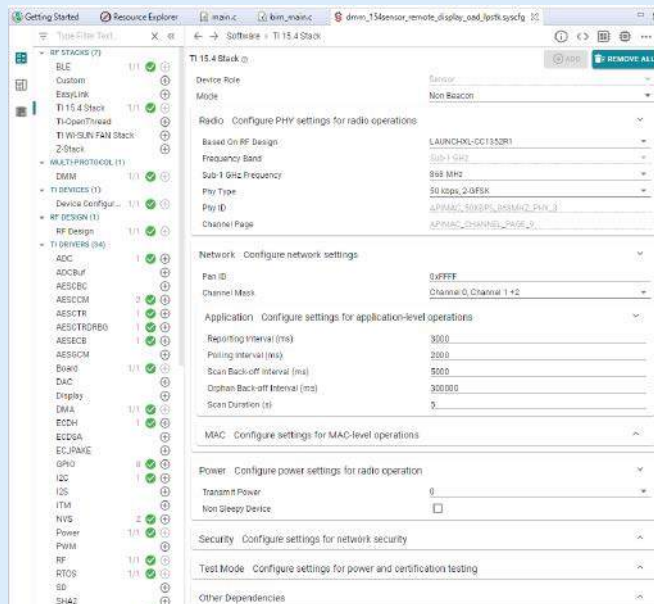 Getting Started
Resource Explorer
main.c
bim_main.c
dmm_154sensor_remote_display_oad_lpstk.syscfg
Type Filter Text...
Software > TI 15.4 Stack
RF STACKS (7)
BLE 1/1
Custom
EasyLink
TI 15.4 Stack 1/1
TI-OpenThread
TI WI-SUN FAN Stack
Z-Stack
MULTI-PROTOCOL (1)
DMM 1/1
TI DEVICES (1)
Device Configur... 1/1
RF DESIGN (1)
RF Design 1/1
TI DRIVERS (34)
ADC 1
ADCBuf
AESCBC
AESCCM 2
AESCTR 1
AESCTRDRBG 1
AESECB 1
AESGCM
Board 1/1
DAC
Display
DMA 1/1
ECDH 1
ECDSA
ECJPAKE
GPIO 8
I2C 1
I2S
ITM
NVS 2
Power 1/1
PWM
RF 1/1
RTOS 1/1
SD
SHA2
TI 15.4 Stack
ADD
REMOVE ALL
Device Role Sensor
Mode Non Beacon
Radio Configure PHY settings for radio operations
Based On RF Design LAUNCHXL-CC1352R1
Frequency Band Sub-1 GHz
Sub-1 GHz Frequency 868 MHz
Phy Type 50 kbps, 2-GFSK
Phy ID APIMAC_50KBPS_868MHZ_PHY_3
Channel Page APIMAC_CHANNEL_PAGE_9
Network Configure network settings
Pan ID 0xFFFF
Channel Mask Channel 0, Channel 1 +2
Application Configure settings for application-level operations
Reporting Interval (ms) 3000
Polling Interval (ms) 2000
Scan Back-off Interval (ms) 5000
Orphan Back-off Interval (ms) 300000
Scan Duration (s) 5
MAC Configure settings for MAC-level operations
Power Configure power settings for radio operation
Transmit Power 0
Non Sleepy Device
Security Configure settings for network security
Test Mode Configure settings for power and certification testing
Other Dependencies